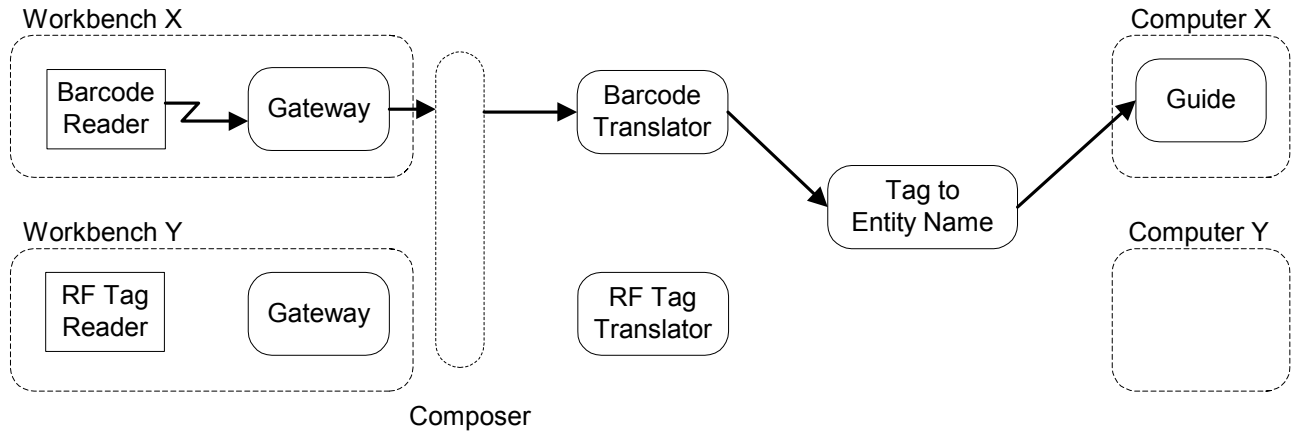 Workbench X
Computer X
Barcode
Reader
Gateway
Barcode
Translator
Guide
Tag to
Entity Name
Workbench Y
Computer Y
RF Tag
Reader
Gateway
RF Tag
Translator
Composer